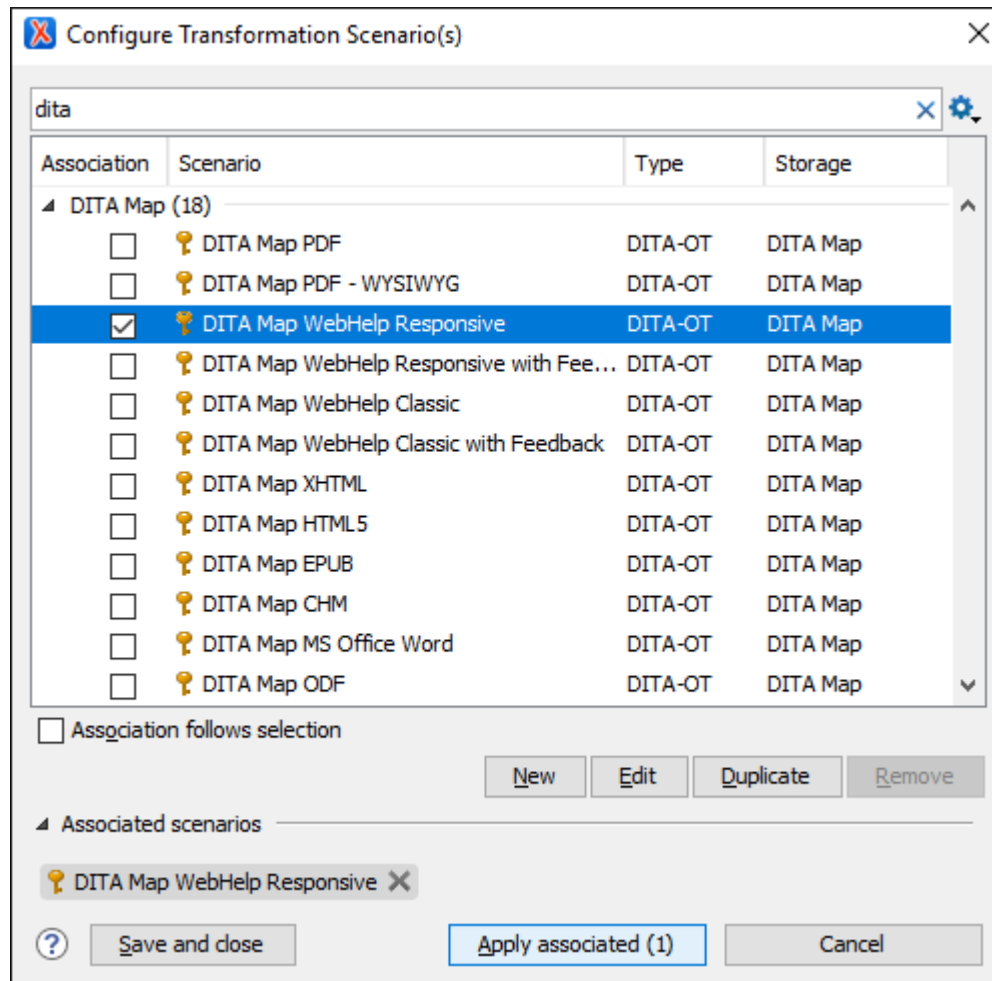 Configure Transformation Scenario(s)
dita
Association Scenario Type Storage
DITA Map (18)
DITA Map PDF DITA-OT DITA Map
DITA Map PDF - WYSIWYG DITA-OT DITA Map
DITA Map WebHelp Responsive DITA-OT DITA Map
DITA Map WebHelp Responsive with Fee... DITA-OT DITA Map
DITA Map WebHelp Classic DITA-OT DITA Map
DITA Map WebHelp Classic with Feedback DITA-OT DITA Map
DITA Map XHTML DITA-OT DITA Map
DITA Map HTML5 DITA-OT DITA Map
DITA Map EPUB DITA-OT DITA Map
DITA Map CHM DITA-OT DITA Map
DITA Map MS Office Word DITA-OT DITA Map
DITA Map ODF DITA-OT DITA Map
Association follows selection
New Edit Duplicate Remove
Associated scenarios
DITA Map WebHelp Responsive
? Save and close Apply associated (1) Cancel